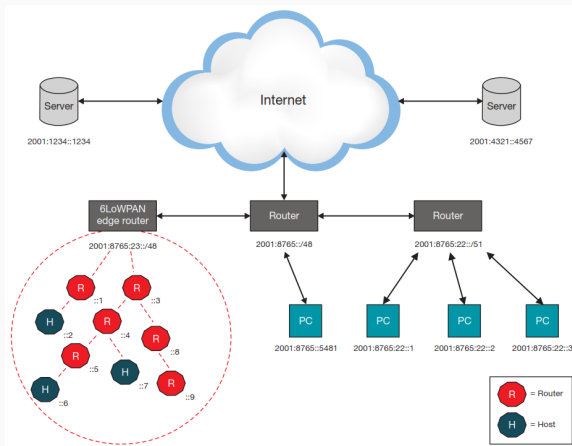 Internet
Server
2001:1234::1234
Server
2001:4321::4567
6LoWPAN
edge router
2001:8765:23::/48
Router
2001:8765::/48
Router
2001:8765:22::/51
R
::1
R
::3
H
::2
R
::4
R
::8
R
::5
H
::7
R
::9
H
::6
PC
2001:8765::5481
PC
2001:8765:22::1
PC
2001:8765:22::2
PC
2001:8765:22::3
R = Router
H = Host